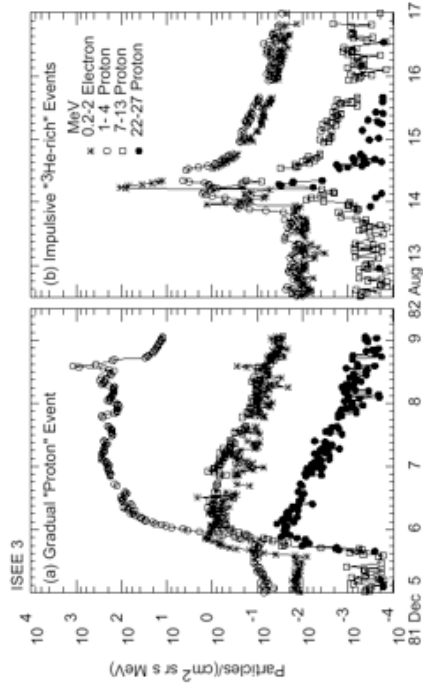 ISEE 3
(a) Gradual "Proton" Event
(b) Impulsive "³He-rich" Events
MeV
0.2-2 Electron
1- 4 Proton
7-13 Proton
22-27 Proton
Particles/(cm² sr s MeV)
10 4
10 3
10 2
10 1
10 0
10 -1
10 -2
10 -3
10 -4
81 Dec 5 6 7 8 9
82 Aug 13 14 15 16 17